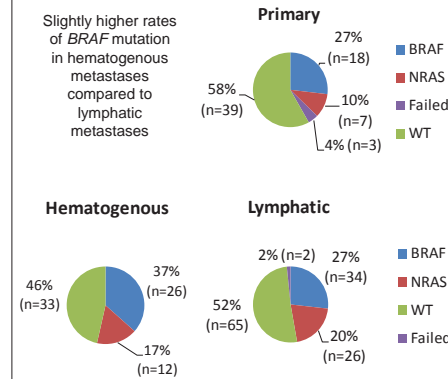 Slightly higher rates
of BRAF mutation
in hematogenous
metastases
compared to
lymphatic
metastases
Primary
27%
(n=18)
10%
(n=7)
4% (n=3)
58%
(n=39)
BRAF
NRAS
Failed
WT
Hematogenous
37%
(n=26)
17%
(n=12)
46%
(n=33)
Lymphatic
2% (n=2)
27%
(n=34)
20%
(n=26)
52%
(n=65)
BRAF
NRAS
WT
Failed